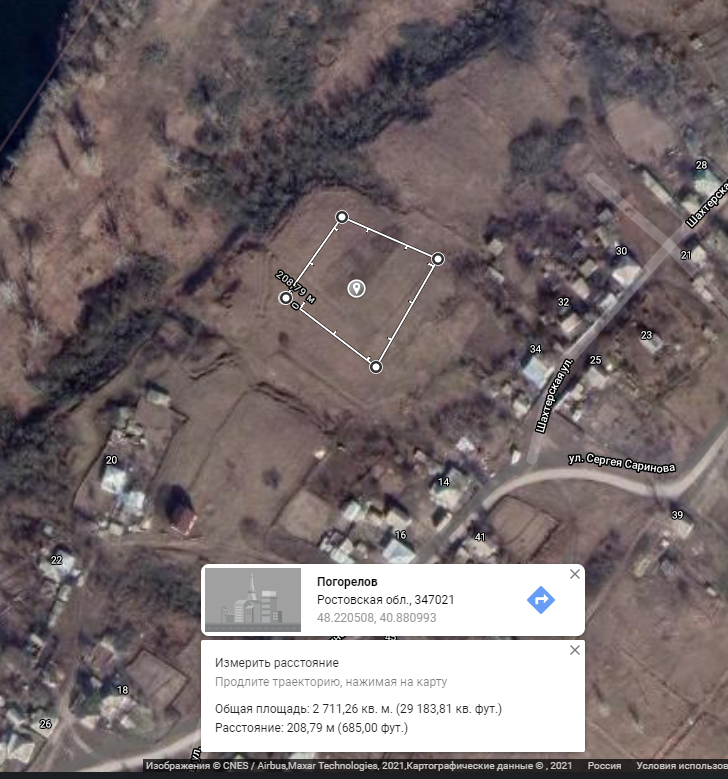 28
Шахтерска
21
30
208,79 м
32
23
34
25
Шахтерская ул.
ул. Сергея Саринова
20
14
39
16
41
22
Погорелов
Ростовская обл., 347021
48.220508, 40.880993
Измерить расстояние
Продлите траекторию, нажимая на карту
18
Общая площадь: 2 711,26 кв. м. (29 183,81 кв. фут.)
26
Расстояние: 208,79 м (685,00 фут.)
ул.
Изображения © CNES / Airbus,Maxar Technologies, 2021,Картографические данные © , 2021 Россия Условия использо